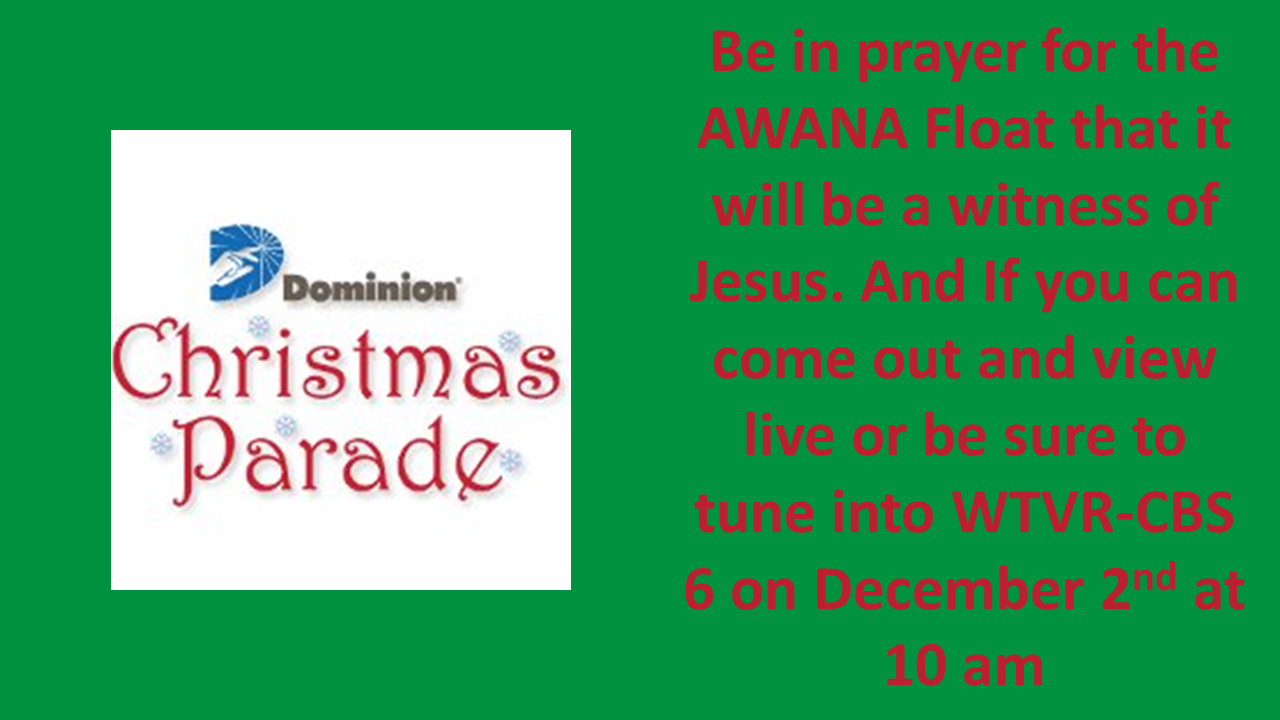 Dominion
Christmas
Parade
Be in prayer for the
AWANA Float that it
will be a witness of
Jesus. And If you can
come out and view
live or be sure to
tune into WTVR-CBS
6 on December 2nd at
10 am